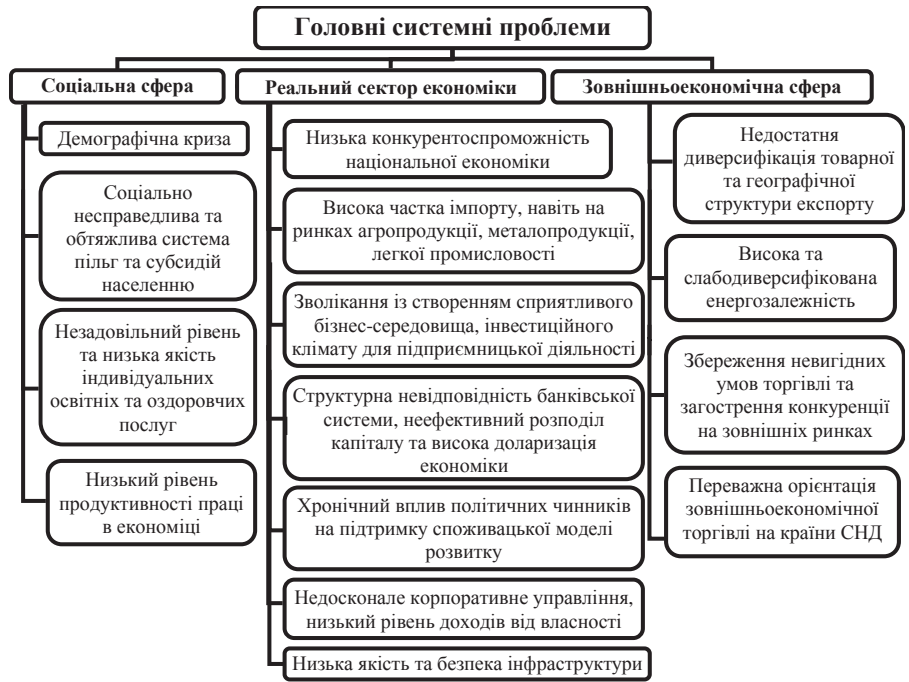 Головні системні проблеми
Соціальна сфера
Демографічна криза
Соціально
несправедлива та
обтяжлива система
пільг та субсидій
населенню
Незадовільний рівень
та низька якість
індивідуальних
освітніх та оздоровчих
послуг
Низький рівень
продуктивності праці
в економіці
Реальний сектор економіки
Низька конкурентоспроможність
національної економіки
Висока частка імпорту, навіть на
ринках агропродукції, металопродукції,
легкої промисловості
Зволікання із створенням сприятливого
бізнес-середовища, інвестиційного
клімату для підприємницької діяльності
Структурна невідповідність банківської
системи, неефективний розподіл
капіталу та висока доларизація
економіки
Хронічний вплив політичних чинників
на підтримку споживацької моделі
розвитку
Недосконале корпоративне управління,
низький рівень доходів від власності
Низька якість та безпека інфраструктури
Зовнішньоекономічна сфера
Недостатня
диверсифікація товарної
та географічної
структури експорту
Висока та
слабодиверсифікована
енергозалежність
Збереження невигідних
умов торгівлі та
загострення конкуренції
на зовнішніх ринках
Переважна орієнтація
зовнішньоекономічної
торгівлі на країни СНД